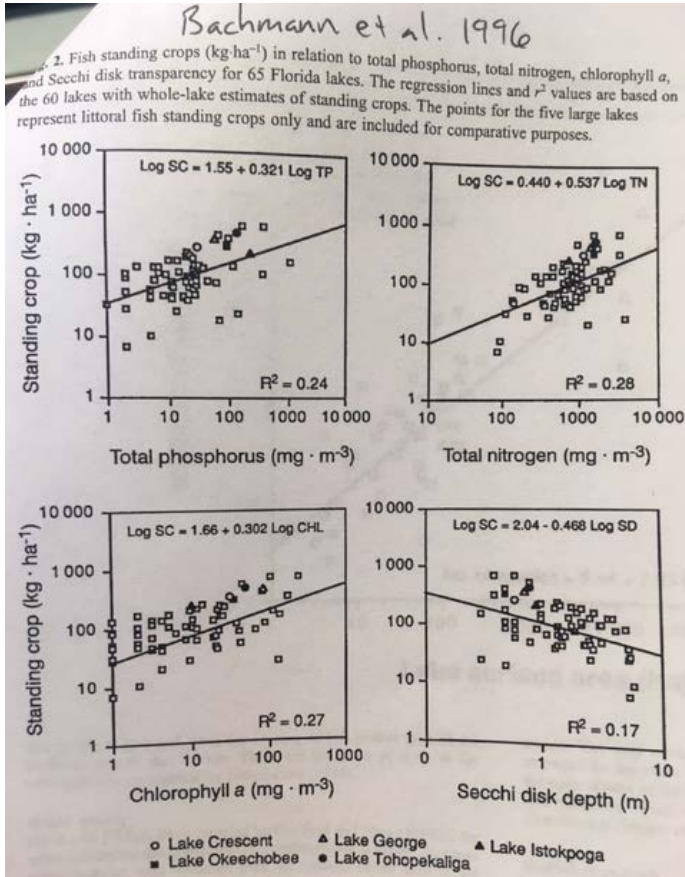 Bachmann et al. 1996
. 2. Fish standing crops (kg·ha⁻¹) in relation to total phosphorus, total nitrogen, chlorophyll a,
and Secchi disk transparency for 65 Florida lakes. The regression lines and r² values are based on
the 60 lakes with whole-lake estimates of standing crops. The points for the five large lakes
represent littoral fish standing crops only and are included for comparative purposes.
Standing crop (kg · ha⁻¹)
10 000
1 000
100
10
1
Log SC = 1.55 + 0.321 Log TP
R² = 0.24
1 10 100 1000 10 000
Total phosphorus (mg · m⁻³)
10 000
1 000
100
10
1
Log SC = 0.440 + 0.537 Log TN
R² = 0.28
10 100 1000 10 000
Total nitrogen (mg · m⁻³)
Standing crop (kg · ha⁻¹)
10 000
1 000
100
10
1
Log SC = 1.66 + 0.302 Log CHL
R² = 0.27
1 10 100 1000
Chlorophyll a (mg · m⁻³)
10 000
1 000
100
10
1
Log SC = 2.04 - 0.468 Log SD
R² = 0.17
0 1 10
Secchi disk depth (m)
Lake Crescent Lake George Lake Istokpoga
Lake Okeechobee Lake Tohopekaliga